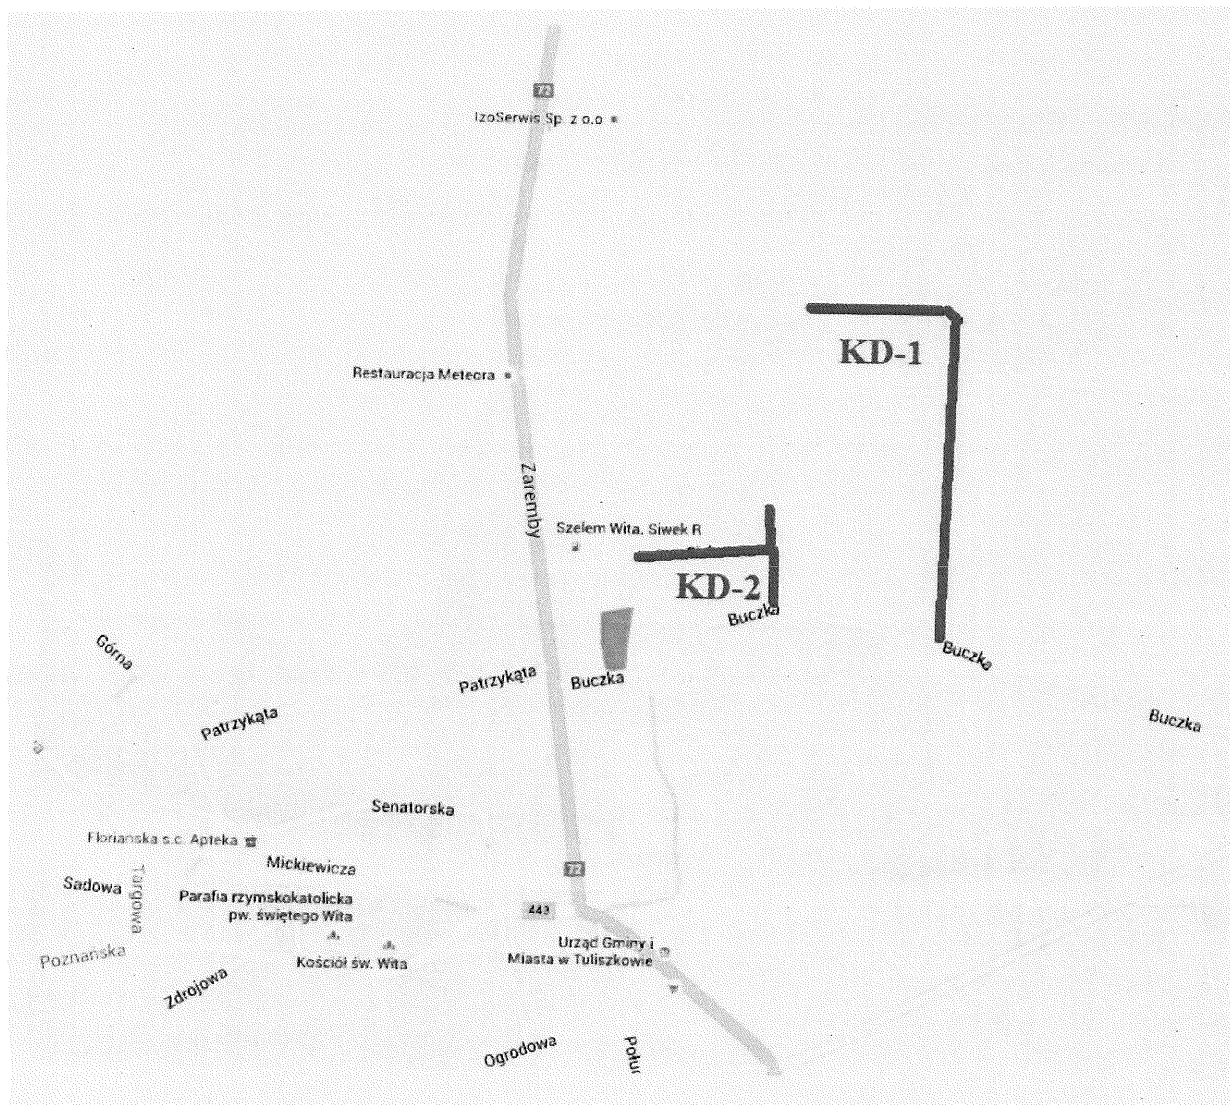 72
IzoSerwis Sp. z o.o
KD-1
Restauracja Meteora
Zaremby
Szelem Wita. Siwek R
KD-2
Buczka
Górna
Buczka
Patrzykąta
Buczka
Patrzykąta
Buczka
Senatorska
Floriańska s.c. Apteka
Mickiewicza
72
Sadowa
Targowa
Parafia rzymskokatolicka
pw. świętego Wita
443
Urząd Gminy i
Miasta w Tuliszkowie
Poznańska
Kościół św. Wita
Zdrojowa
Ogrodowa
Połur